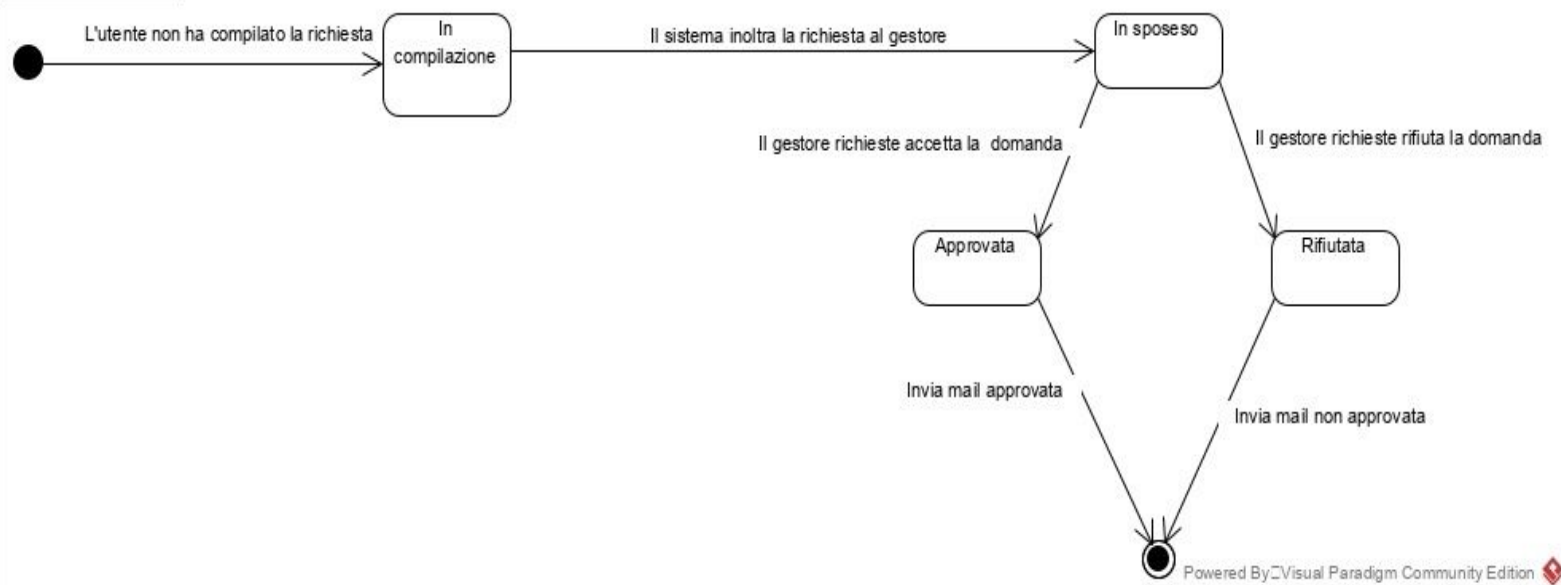 L'utente non ha compilato la richiesta
In
compilazione
Il sistema inoltra la richiesta al gestore
In sposeso
Il gestore richieste accetta la domanda
Il gestore richieste rifiuta la domanda
Approvata
Rifiutata
Invia mail approvata
Invia mail non approvata
Powered By Visual Paradigm Community Edition